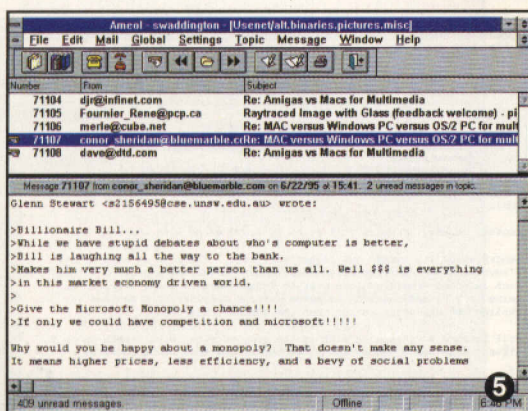 Ameol - swaddington - [Usenet/alt.binaries.pictures.misc]
File Edit Mail Global Settings Topic Message Window Help
Number From Subject
71104 djr@infinet.com Re: Amigas vs Macs for Multimedia
71105 Fournier_Rene@pcp.ca Raytraced Image with Glass (feedback welcome) - pi
71106 merle@cube.net Re: MAC versus Windows PC versus OS/2 PC for mult
71107 conor_sheridan@bluemarble.c Re: MAC versus Windows PC versus OS/2 PC for mult
71108 dave@dtd.com Re: Amigas vs Macs for Multimedia
Message 71107 from conor_sheridan@bluemarble.com on 6/22/95 at 15:41. 2 unread messages in topic.
Glenn Stewart <s2156495@cse.unsw.edu.au> wrote:
>Billionaire Bill...
>While we have stupid debates about who's computer is better,
>Bill is laughing all the way to the bank.
>Makes him very much a better person than us all. Well $$$ is everything
>in this market economy driven world.
>
>Give the Microsoft Monopoly a chance!!!!
>If only we could have competition and microsoft!!!!!
Why would you be happy about a monopoly? That doesn't make any sense.
It means higher prices, less efficiency, and a bevy of social problems
409 unread messages. Offline 6:46 PM
5